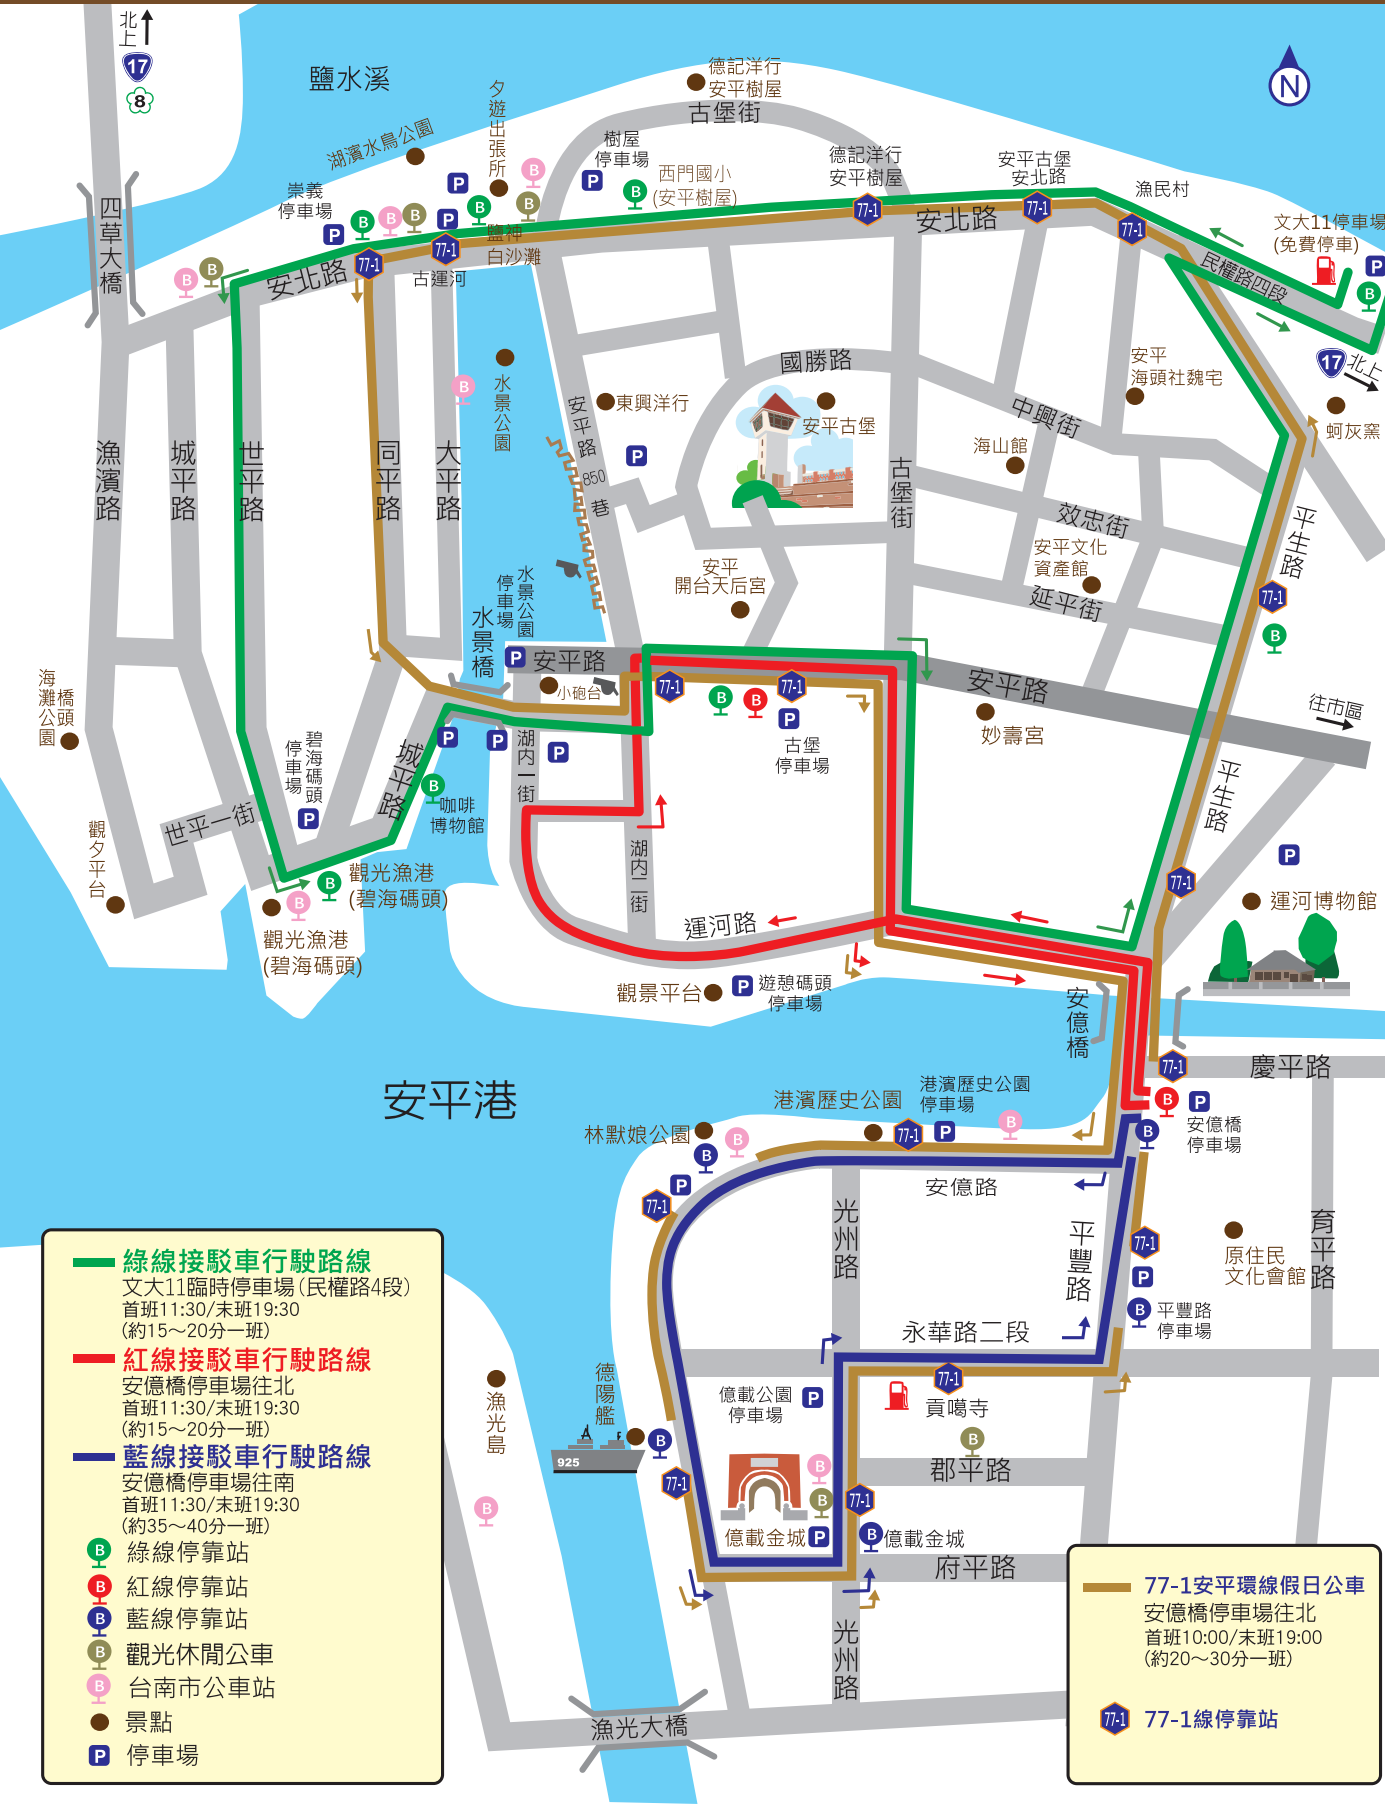 北上
17
8
鹽水溪
夕遊出張所
德記洋行
安平樹屋
古堡街
湖濱水鳥公園
樹屋
停車場
西門國小
(安平樹屋)
德記洋行
安平樹屋
安平古堡
安北路
漁民村
文大11停車場
(免費停車)
N
四草大橋
崇義
停車場
鹽神
白沙灘
古運河
安北路
安北路
民權路四段
17
北上
蚵灰窯
水景公園
東興洋行
安平路
850
巷
國勝路
安平古堡
中興街
安平
海頭社魏宅
海山館
漁濱路
城平路
世平路
同平路
大平路
古堡街
效忠街
安平文化
資產館
延平街
平生路
安平
開台天后宮
水景公園
停車場
水景橋
安平路
小砲台
安平路
妙壽宮
往市區
海灘橋頭公園
碧海碼頭
停車場
城平路
湖內一街
古堡
停車場
平生路
世平一街
咖啡
博物館
湖內二街
觀夕平台
觀光漁港
(碧海碼頭)
觀光漁港
(碧海碼頭)
運河路
運河博物館
觀景平台
遊憩碼頭
停車場
安億橋
慶平路
安平港
港濱歷史公園
港濱歷史公園
停車場
林默娘公園
安億橋
停車場
安億路
光州路
平豐路
原住民
文化會館
育平路
平豐路
停車場
永華路二段
德陽艦
925
漁光島
億載公園
停車場
貢噶寺
郡平路
億載金城
億載金城
府平路
光州路
漁光大橋
綠線接駁車行駛路線
文大11臨時停車場(民權路4段)
首班11:30/末班19:30
(約15～20分一班)
紅線接駁車行駛路線
安億橋停車場往北
首班11:30/末班19:30
(約15～20分一班)
藍線接駁車行駛路線
安億橋停車場往南
首班11:30/末班19:30
(約35～40分一班)
B 綠線停靠站
B 紅線停靠站
B 藍線停靠站
B 觀光休閒公車
B 台南市公車站
景點
P 停車場
77-1安平環線假日公車
安億橋停車場往北
首班10:00/末班19:00
(約20～30分一班)
77-1 77-1線停靠站